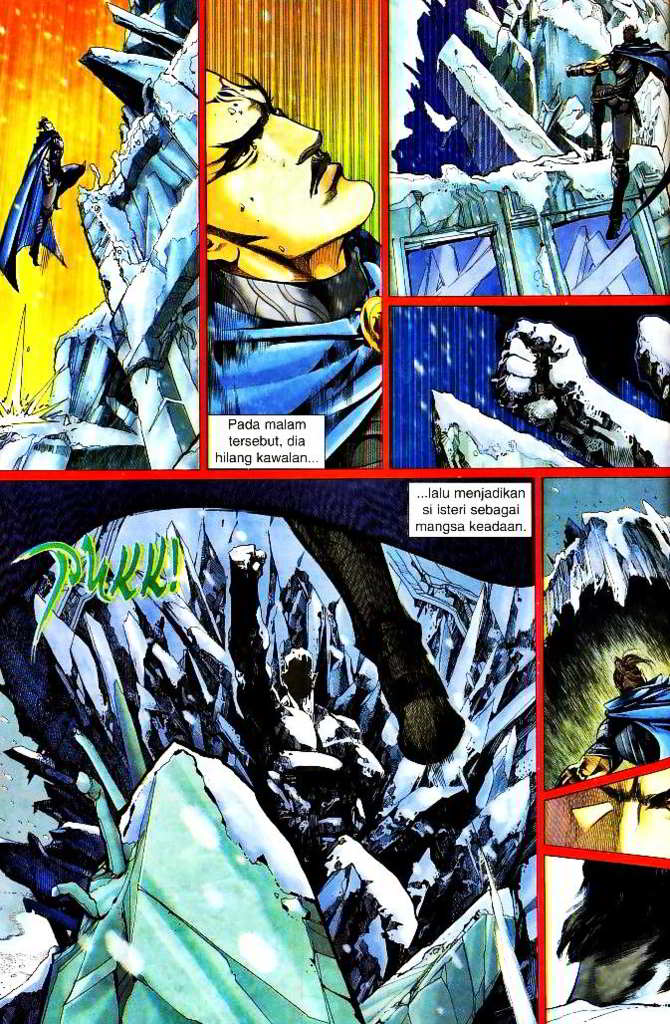 Pada malam
tersebut, dia
hilang kawalan...
...lalu menjadikan
si isteri sebagai
mangsa keadaan.
PUKK!